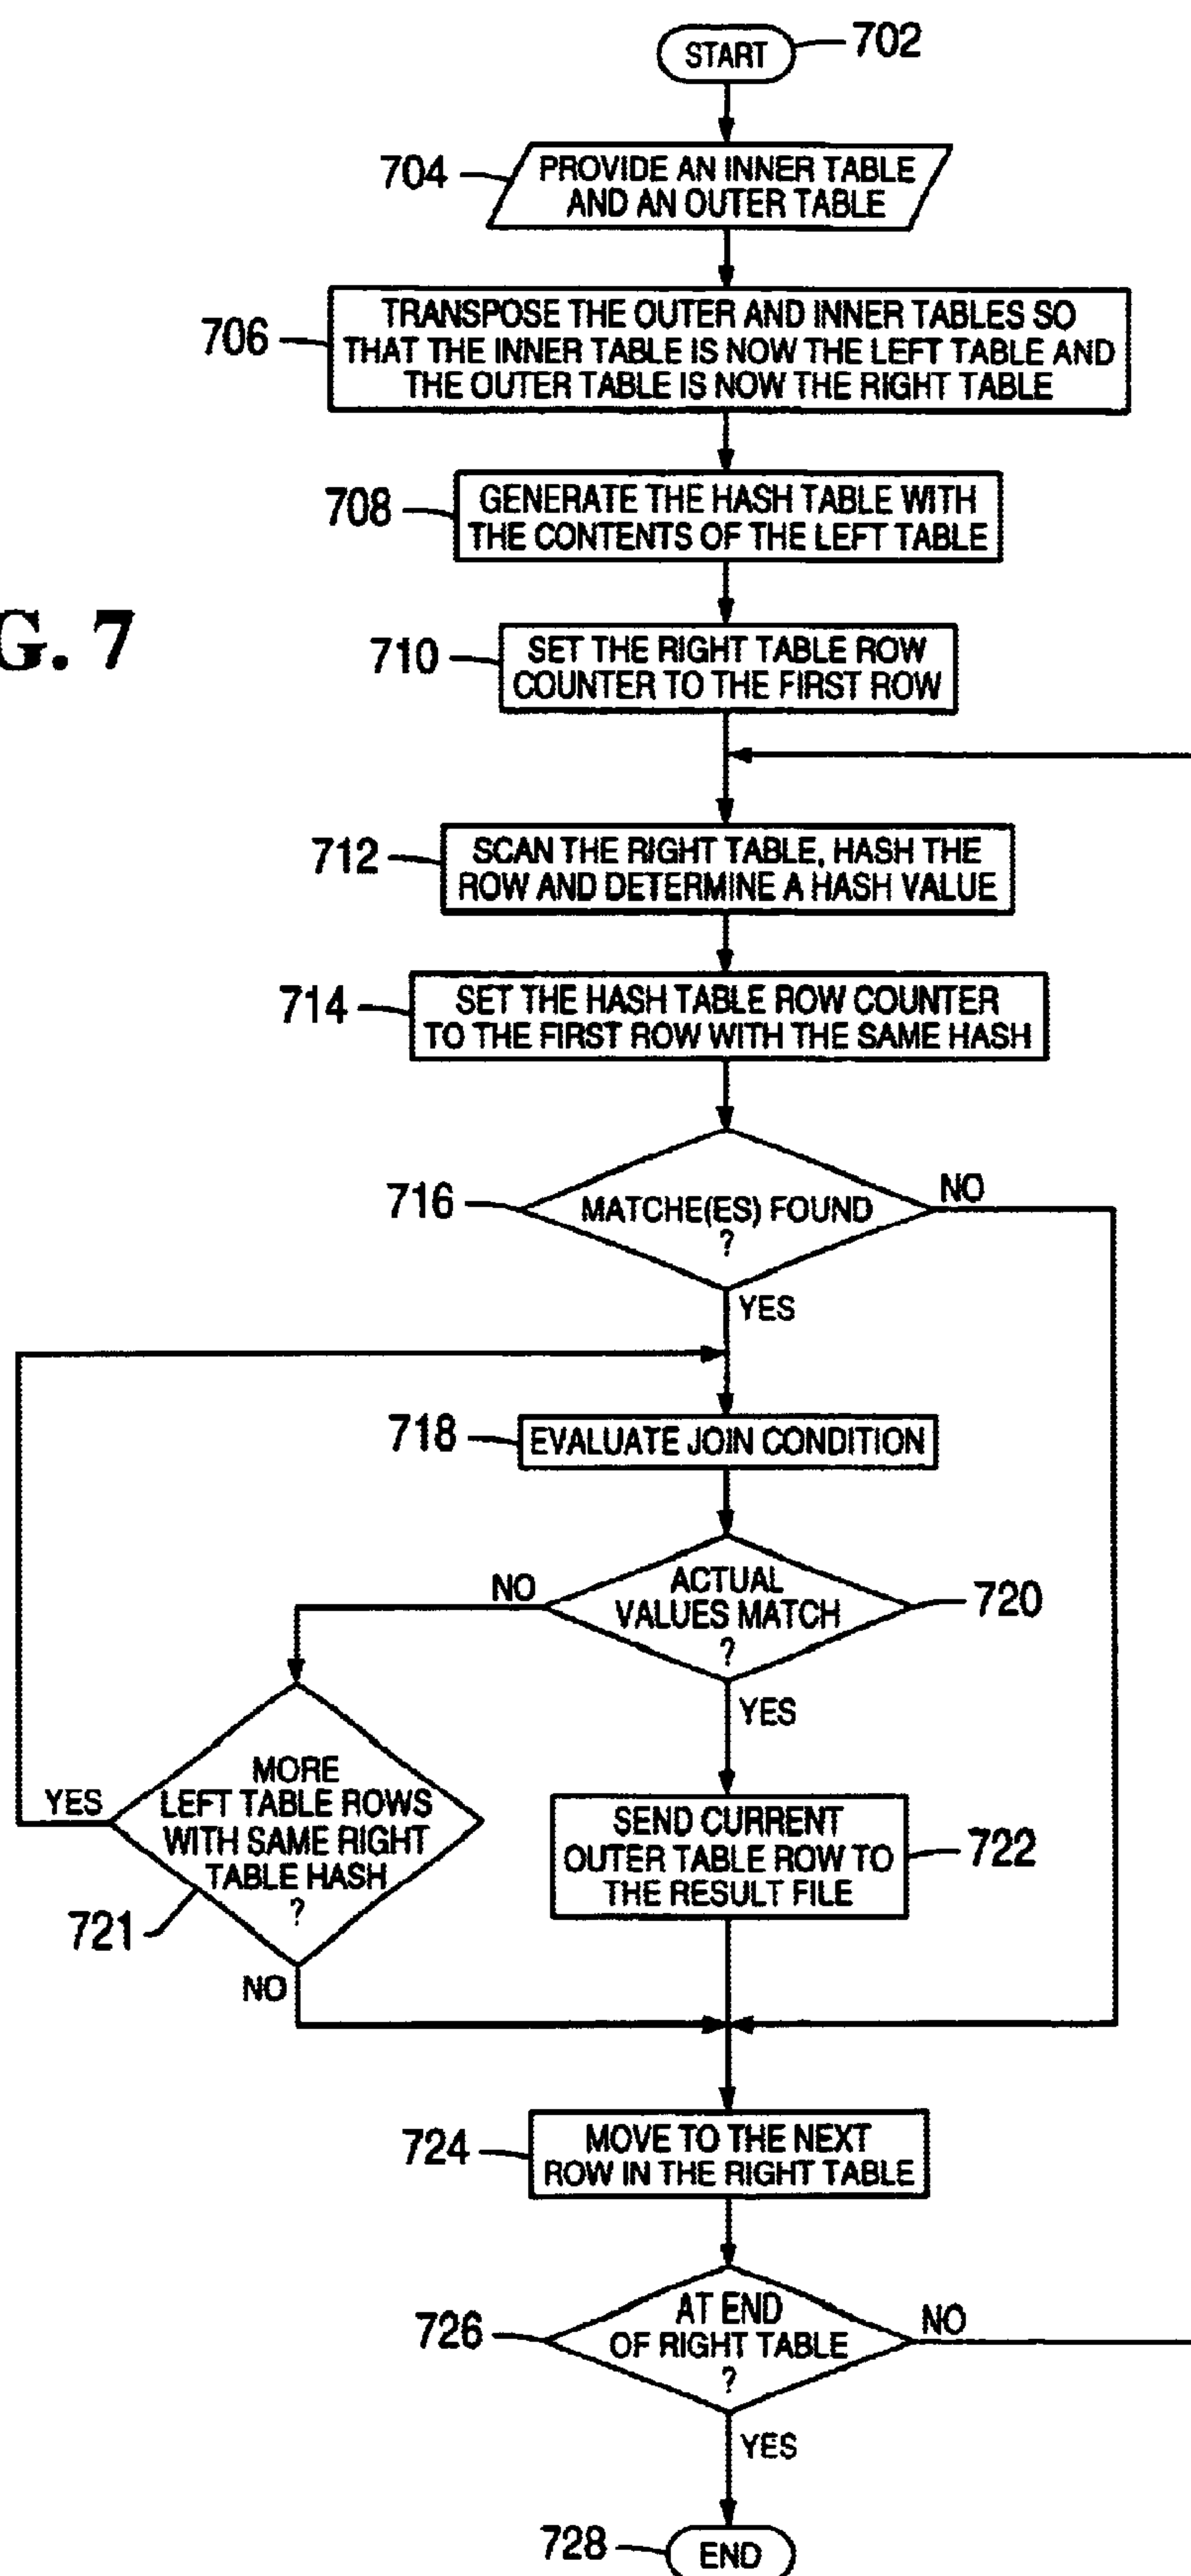 START
702
704
PROVIDE AN INNER TABLE
AND AN OUTER TABLE
706
TRANSPOSE THE OUTER AND INNER TABLES SO
THAT THE INNER TABLE IS NOW THE LEFT TABLE AND
THE OUTER TABLE IS NOW THE RIGHT TABLE
708
GENERATE THE HASH TABLE WITH
THE CONTENTS OF THE LEFT TABLE
G. 7
710
SET THE RIGHT TABLE ROW
COUNTER TO THE FIRST ROW
712
SCAN THE RIGHT TABLE, HASH THE
ROW AND DETERMINE A HASH VALUE
714
SET THE HASH TABLE ROW COUNTER
TO THE FIRST ROW WITH THE SAME HASH
716
MATCHE(ES) FOUND
?
NO
YES
718
EVALUATE JOIN CONDITION
NO
ACTUAL
VALUES MATCH
?
720
YES
MORE
LEFT TABLE ROWS
WITH SAME RIGHT
TABLE HASH
?
YES
721
NO
SEND CURRENT
OUTER TABLE ROW TO
THE RESULT FILE
722
724
MOVE TO THE NEXT
ROW IN THE RIGHT TABLE
726
AT END
OF RIGHT TABLE
?
NO
YES
728
END